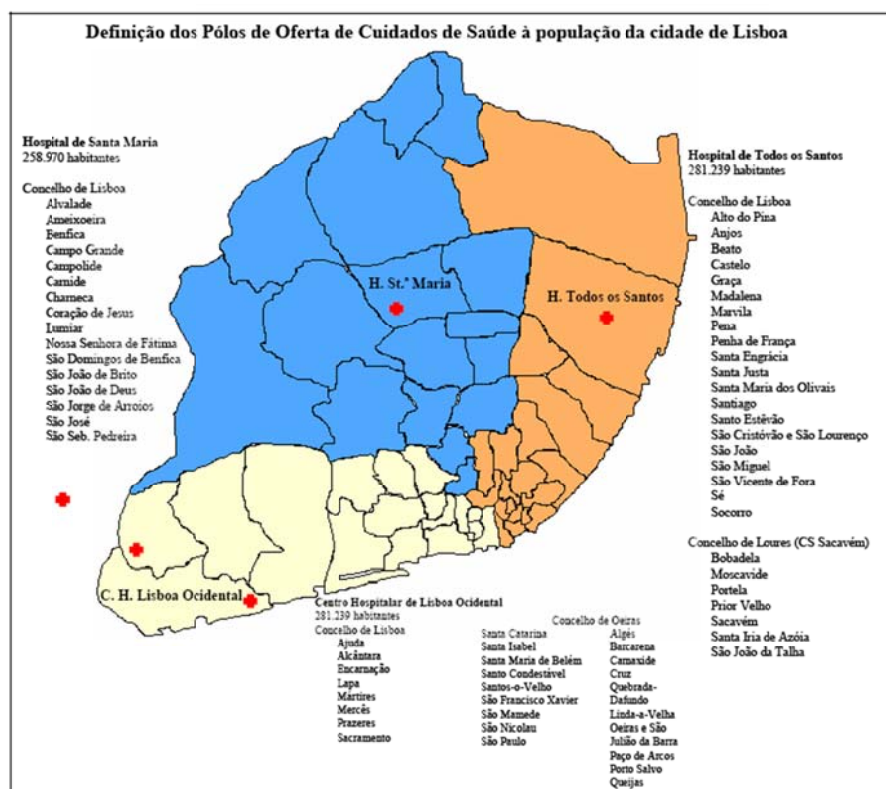 Definição dos Pólos de Oferta de Cuidados de Saúde à população da cidade de Lisboa
Hospital de Santa Maria
258.970 habitantes
Concelho de Lisboa
Alvalade
Ameixoeira
Benfica
Campo Grande
Campolide
Carnide
Charneca
Coração de Jesus
Lumiar
Nossa Senhora de Fátima
São Domingos de Benfica
São João de Brito
São João de Deus
São Jorge de Arroios
São José
São Seb. Pedreira
H. St.ª Maria
H. Todos os Santos
C. H. Lisboa Ocidental
Hospital de Todos os Santos
281.239 habitantes
Concelho de Lisboa
Alto do Pina
Anjos
Beato
Castelo
Graça
Madalena
Marvila
Pena
Penha de França
Santa Engrácia
Santa Justa
Santa Maria dos Olivais
Santiago
Santo Estêvão
São Cristóvão e São Lourenço
São João
São Miguel
São Vicente de Fora
Sé
Socorro
Concelho de Loures (CS Sacavém)
Bobadela
Moscavide
Portela
Prior Velho
Sacavém
Santa Iria de Azóia
São João da Talha
Centro Hospitalar de Lisboa Ocidental
281.239 habitantes
Concelho de Lisboa
Ajuda
Alcântara
Encarnação
Lapa
Mártires
Mercês
Prazeres
Sacramento
Santa Catarina
Santa Isabel
Santa Maria de Belém
Santo Condestável
Santos-o-Velho
São Francisco Xavier
São Mamede
São Nicolau
São Paulo
Concelho de Oeiras
Algés
Barcarena
Carnaxide
Cruz
Quebrada-
Dafundo
Linda-a-Velha
Oeiras e São
Julião da Barra
Paço de Arcos
Porto Salvo
Queijas